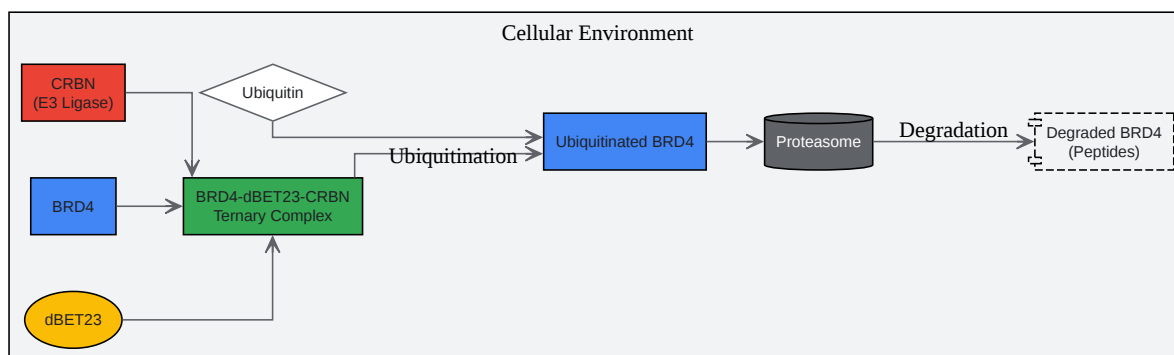 Cellular Environment
CRBN
(E3 Ligase)
Ubiquitin
BRD4
BRD4-dBET23-CRBN
Ternary Complex
dBET23
Ubiquitination
Ubiquitinated BRD4
Proteasome
Degradation
Degraded BRD4
(Peptides)